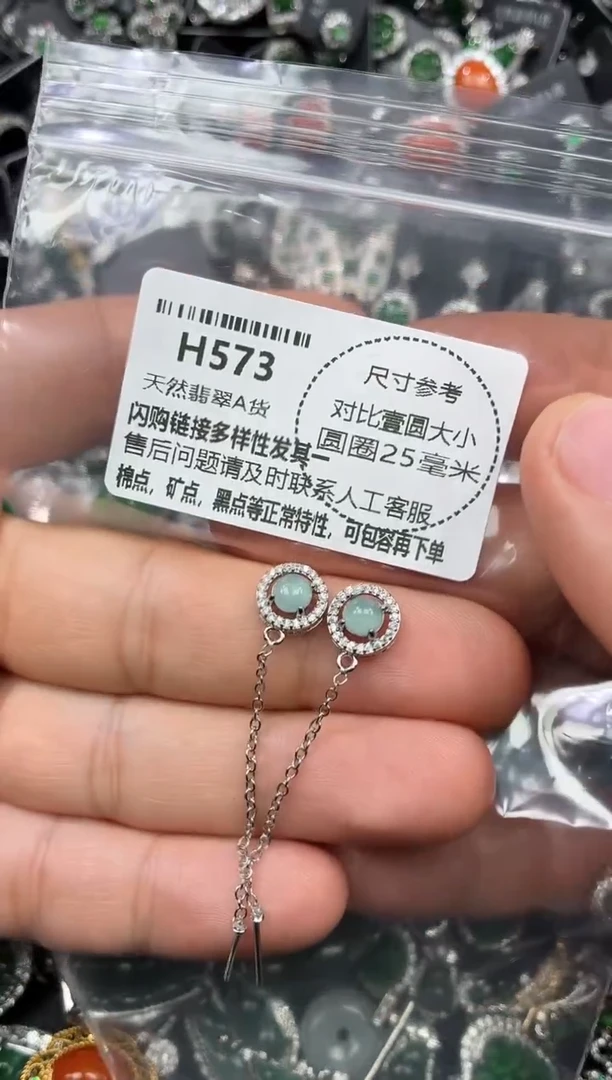 H573
天然翡翠A货
尺寸参考
对比壹圆大小
圆圈25毫米
闪购链接多样性发其一
售后问题请及时联系人工客服
棉点，矿点，黑点等正常特性，可包容再下单